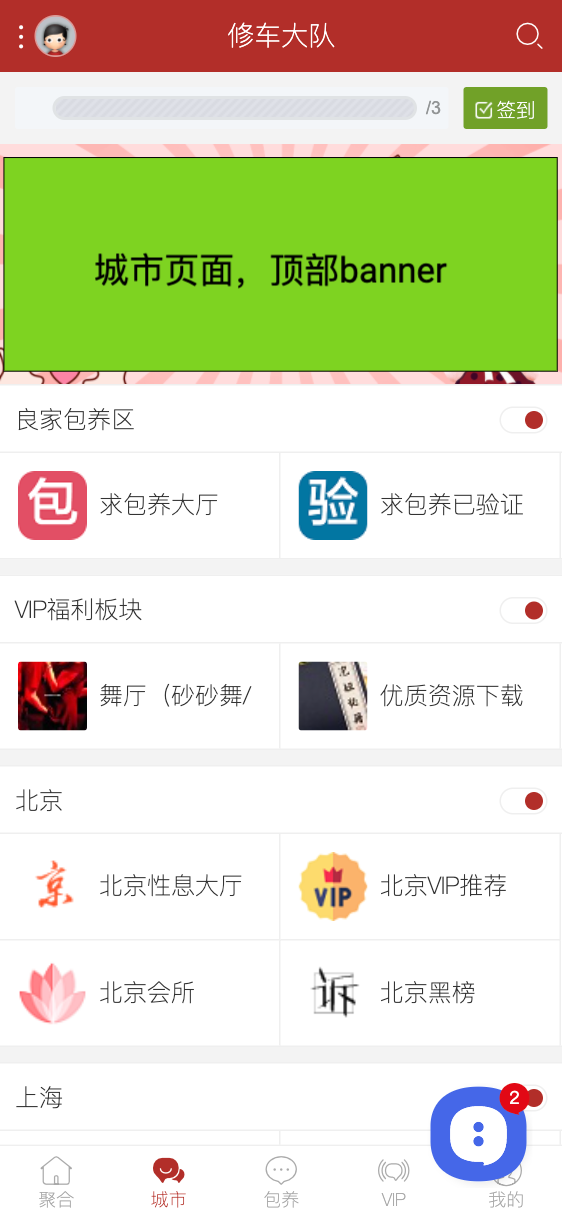 修车大队
/3
签到
城市页面，顶部banner
良家包养区
包 求包养大厅
验 求包养已验证
VIP福利板块
舞厅（砂砂舞/
优质资源下载
北京
京 北京性息大厅
VIP 北京VIP推荐
北京会所
诉 北京黑榜
上海
2
聚合
城市
包养
VIP
我的